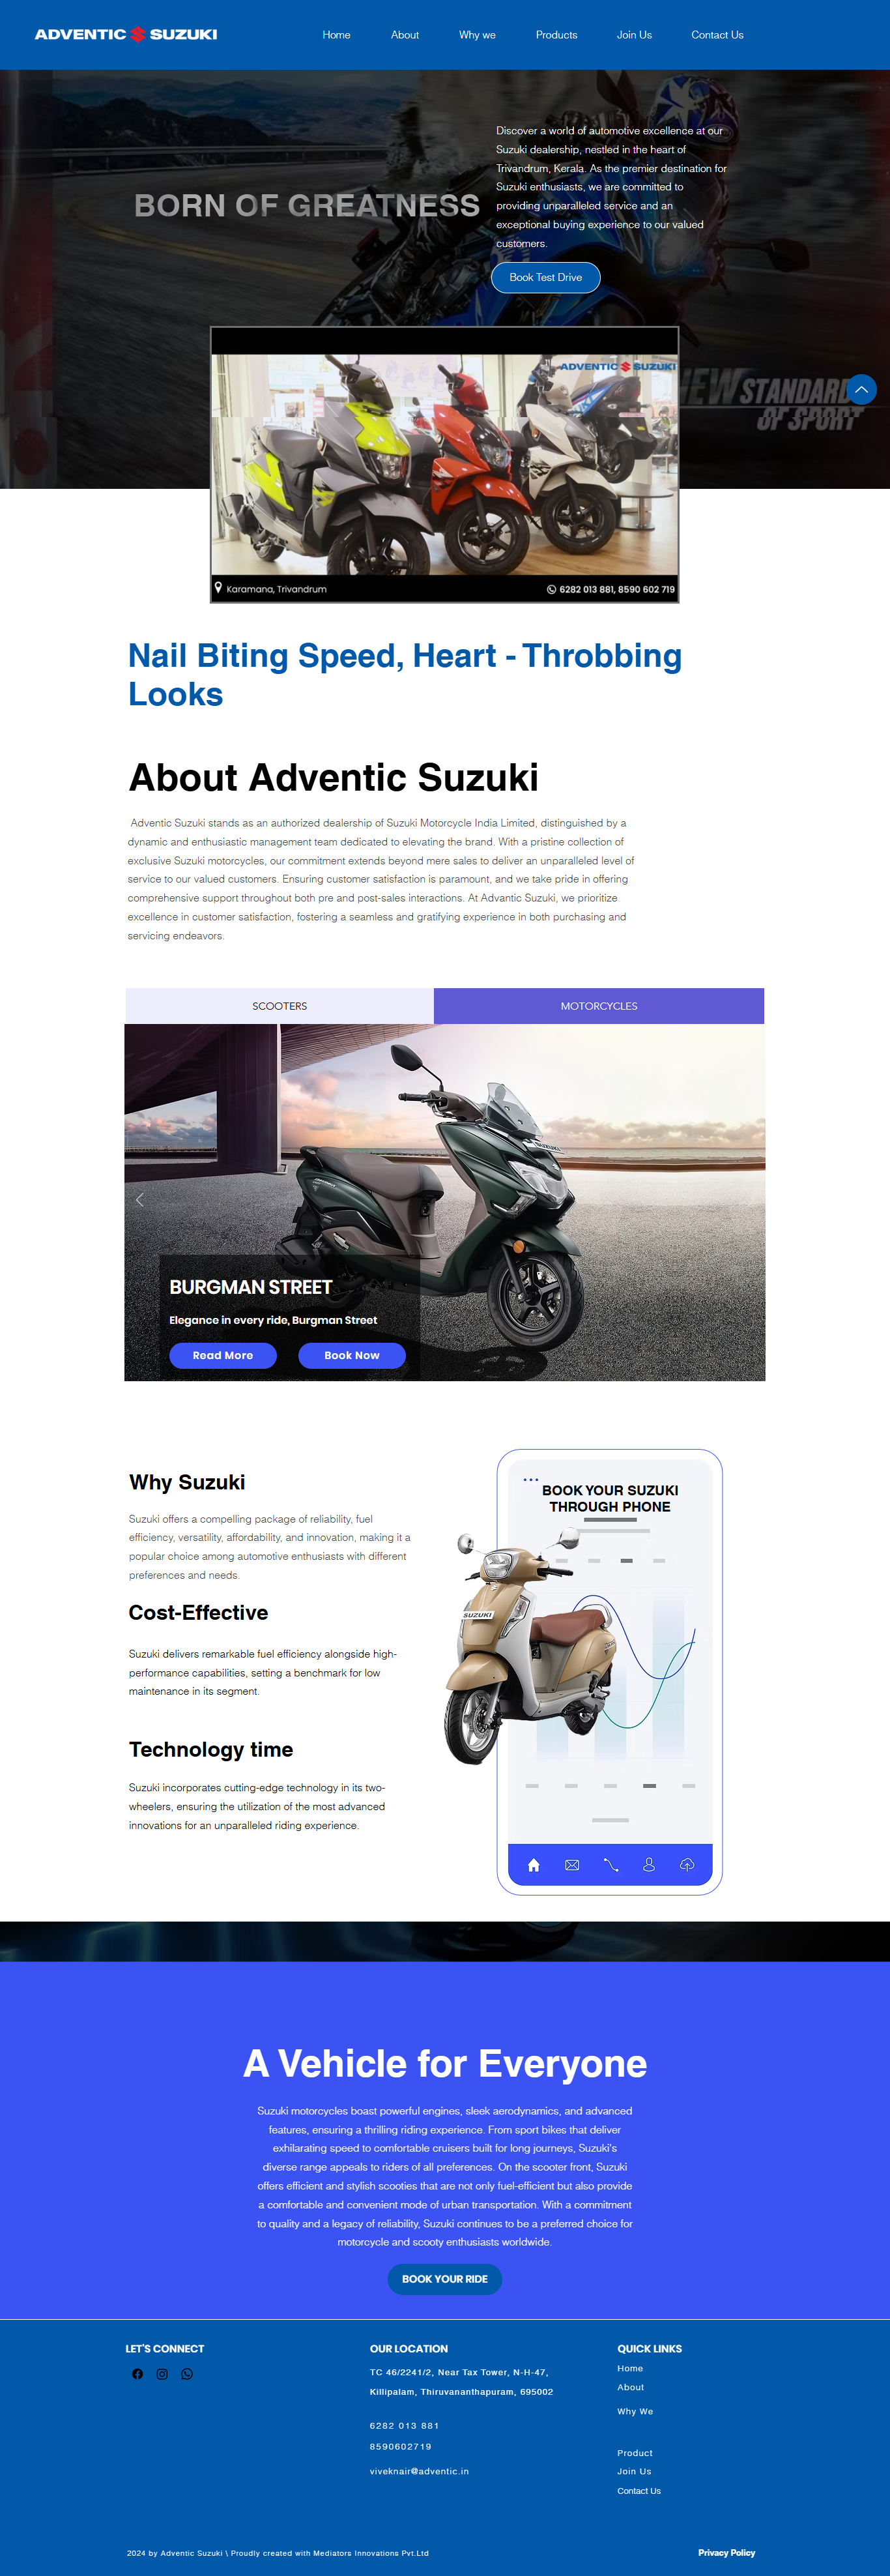 ADVENTIC SUZUKI
Home
About
Why we
Products
Join Us
Contact Us
Discover a world of automotive excellence at our
Suzuki dealership, nestled in the heart of
Trivandrum, Kerala. As the premier destination for
Suzuki enthusiasts, we are committed to
providing unparalleled service and an
exceptional buying experience to our valued
customers.
BORN OF GREATNESS
Book Test Drive
NEW STANDARD
OF SPORT
ADVENTIC SUZUKI
Karamana, Trivandrum
6282 013 881, 8590 602 719
Nail Biting Speed, Heart - Throbbing
Looks
About Adventic Suzuki
Adventic Suzuki stands as an authorized dealership of Suzuki Motorcycle India Limited, distinguished by a
dynamic and enthusiastic management team dedicated to elevating the brand. With a pristine collection of
exclusive Suzuki motorcycles, our commitment extends beyond mere sales to deliver an unparalleled level of
service to our valued customers. Ensuring customer satisfaction is paramount, and we take pride in offering
comprehensive support throughout both pre and post-sales interactions. At Advantic Suzuki, we prioritize
excellence in customer satisfaction, fostering a seamless and gratifying experience in both purchasing and
servicing endeavors.
SCOOTERS
MOTORCYCLES
BURGMAN STREET
Elegance in every ride, Burgman Street
Read More
Book Now
Why Suzuki
Suzuki offers a compelling package of reliability, fuel
efficiency, versatility, affordability, and innovation, making it a
popular choice among automotive enthusiasts with different
preferences and needs.
Cost-Effective
Suzuki delivers remarkable fuel efficiency alongside high-
performance capabilities, setting a benchmark for low
maintenance in its segment.
Technology time
Suzuki incorporates cutting-edge technology in its two-
wheelers, ensuring the utilization of the most advanced
innovations for an unparalleled riding experience.
BOOK YOUR SUZUKI
THROUGH PHONE
SUZUKI
A Vehicle for Everyone
Suzuki motorcycles boast powerful engines, sleek aerodynamics, and advanced
features, ensuring a thrilling riding experience. From sport bikes that deliver
exhilarating speed to comfortable cruisers built for long journeys, Suzuki's
diverse range appeals to riders of all preferences. On the scooter front, Suzuki
offers efficient and stylish scooties that are not only fuel-efficient but also provide
a comfortable and convenient mode of urban transportation. With a commitment
to quality and a legacy of reliability, Suzuki continues to be a preferred choice for
motorcycle and scooty enthusiasts worldwide.
BOOK YOUR RIDE
LET'S CONNECT
OUR LOCATION
TC 46/2241/2, Near Tax Tower, N-H-47,
Killipalam, Thiruvananthapuram, 695002
6282 013 881
8590602719
viveknair@adventic.in
QUICK LINKS
Home
About
Why We
Product
Join Us
Contact Us
2024 by Adventic Suzuki \ Proudly created with Mediators Innovations Pvt.Ltd
Privacy Policy